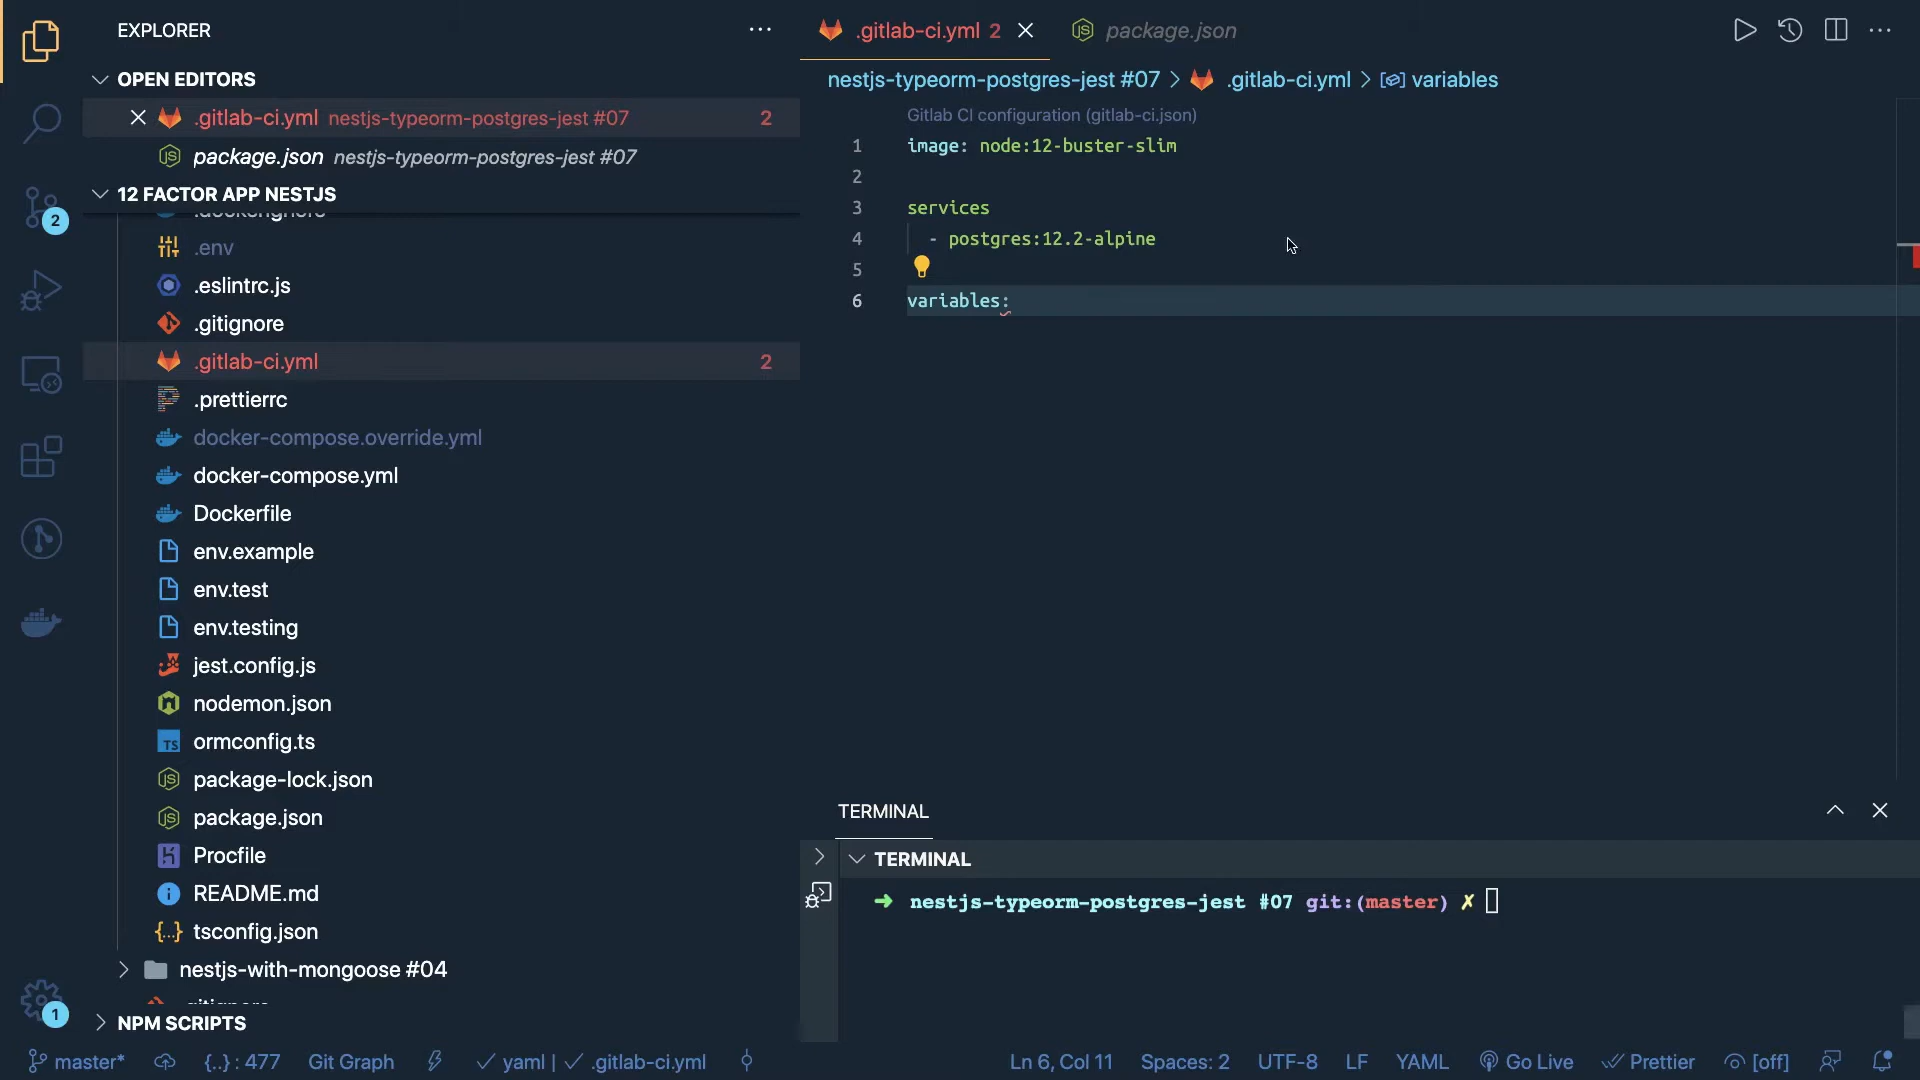 EXPLORER
OPEN EDITORS
.gitlab-ci.yml nestjs-typeorm-postgres-jest #07 2
package.json nestjs-typeorm-postgres-jest #07
12 FACTOR APP NESTJS
.env
.eslintrc.js
.gitignore
.gitlab-ci.yml 2
.prettierrc
docker-compose.override.yml
docker-compose.yml
Dockerfile
env.example
env.test
env.testing
jest.config.js
nodemon.json
TS ormconfig.ts
package-lock.json
package.json
Procfile
README.md
{..} tsconfig.json
nestjs-with-mongoose #04
.gitignore
NPM SCRIPTS
2
1
.gitlab-ci.yml 2
package.json
nestjs-typeorm-postgres-jest #07 > .gitlab-ci.yml > variables
Gitlab CI configuration (gitlab-ci.json)
1 image: node:12-buster-slim
2
3 services
4 - postgres:12.2-alpine
5
6 variables:
TERMINAL
TERMINAL
➜ nestjs-typeorm-postgres-jest #07 git:(master) ✗
master* {..} : 477 Git Graph ✓ yaml | ✓ .gitlab-ci.yml Ln 6, Col 11 Spaces: 2 UTF-8 LF YAML Go Live Prettier [off]